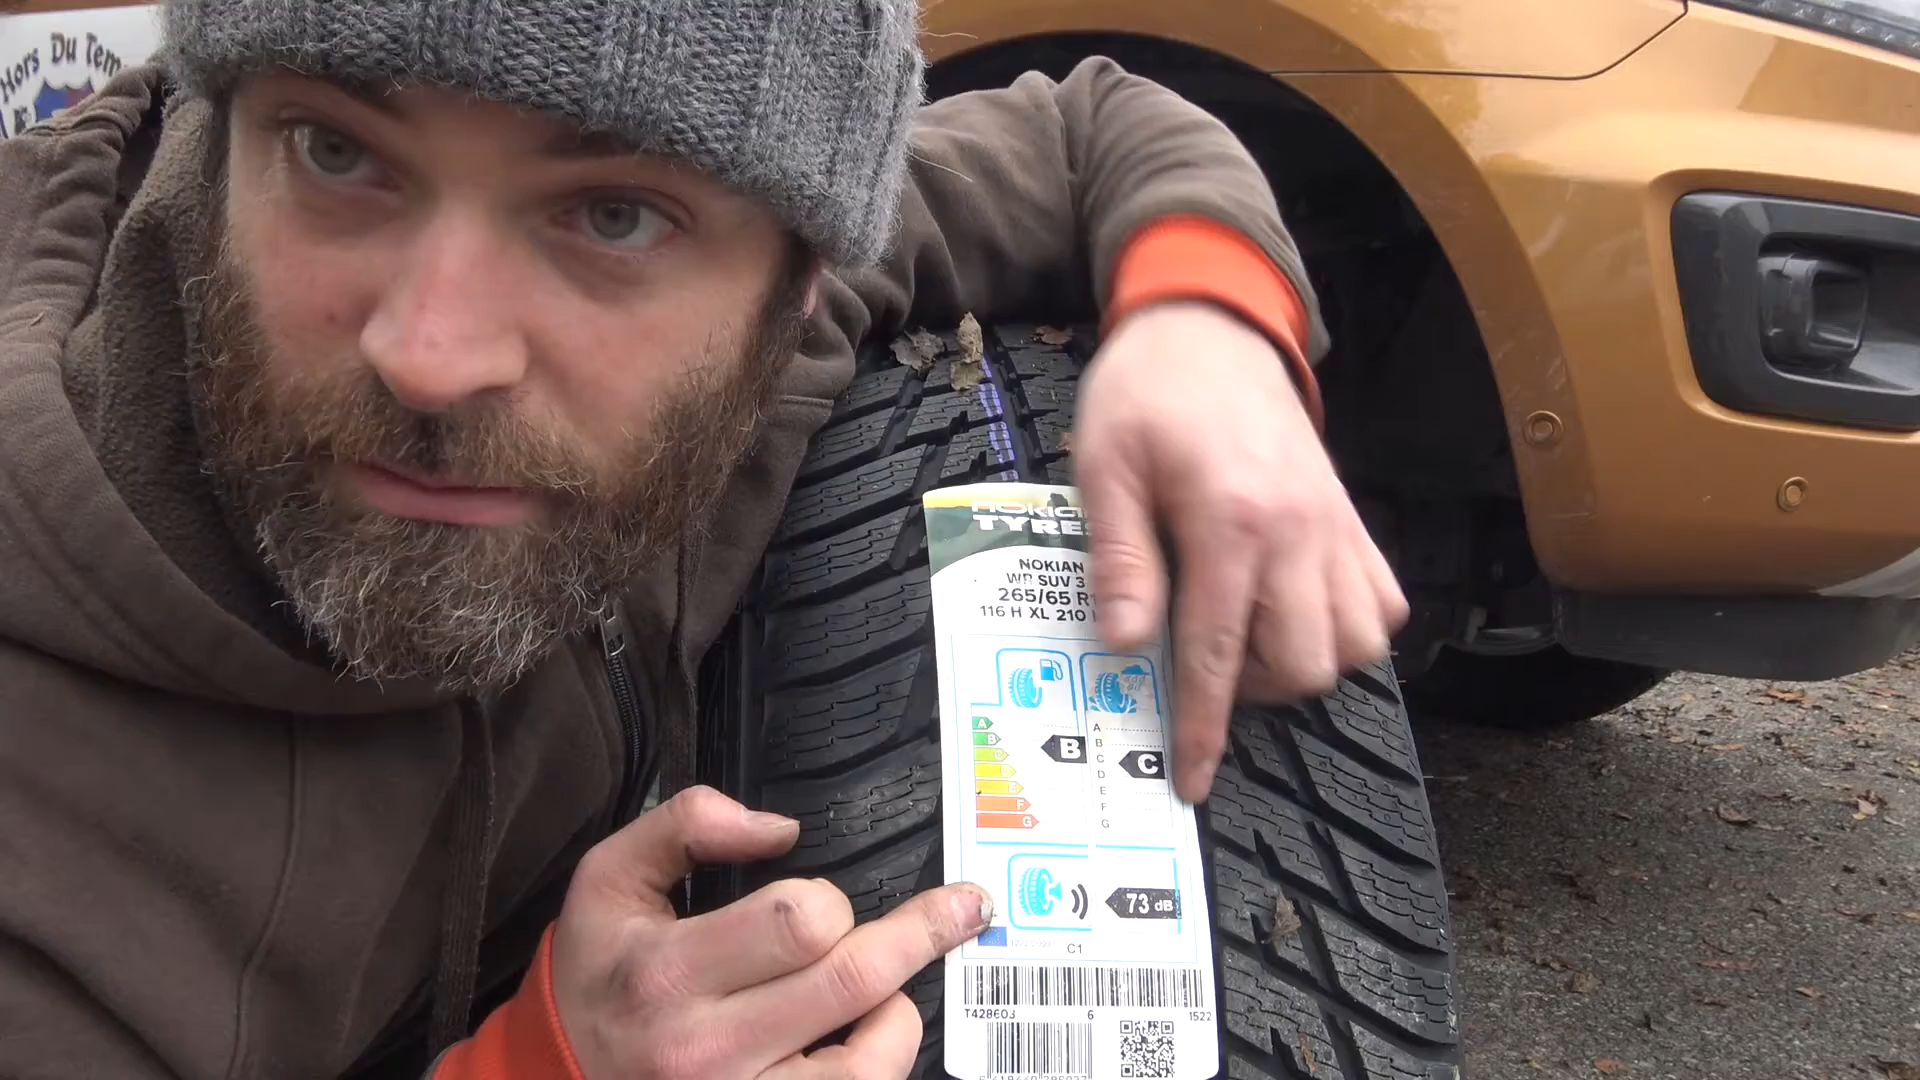 Hors Du Tem
NOKIAN
TYRES
NOKIAN
WR SUV 3
265/65 R1
116 H XL 210
A
B
C
E
F
G
B
A
B
C
D
E
F
G
C
73 dB
C1
T428603 6 1522